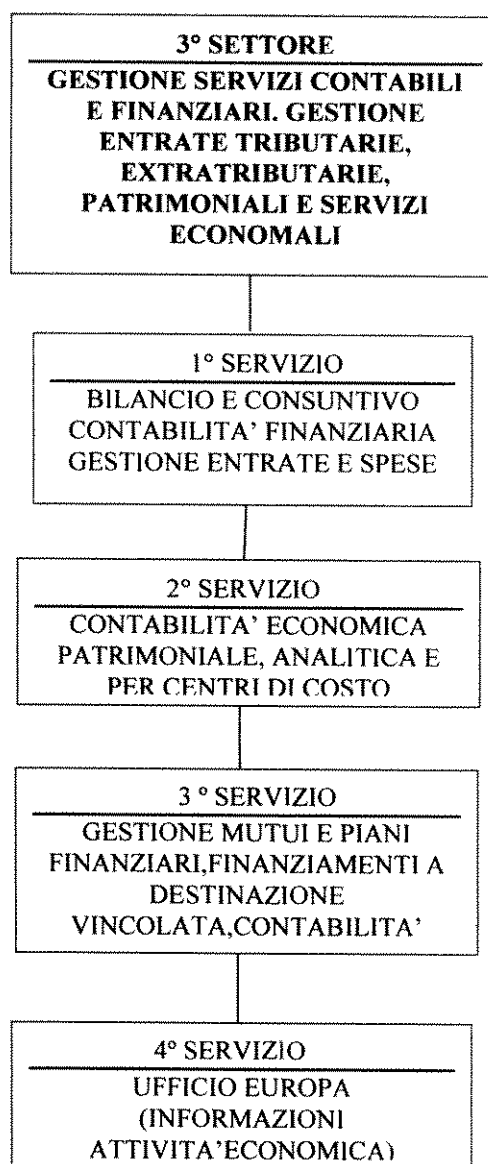 3° SETTORE
GESTIONE SERVIZI CONTABILI
E FINANZIARI. GESTIONE
ENTRATE TRIBUTARIE,
EXTRATRIBUTARIE,
PATRIMONIALI E SERVIZI
ECONOMALI
1° SERVIZIO
BILANCIO E CONSUNTIVO
CONTABILITA’ FINANZIARIA
GESTIONE ENTRATE E SPESE
2° SERVIZIO
CONTABILITA’ ECONOMICA
PATRIMONIALE, ANALITICA E
PER CENTRI DI COSTO
3 ° SERVIZIO
GESTIONE MUTUI E PIANI
FINANZIARI,FINANZIAMENTI A
DESTINAZIONE
VINCOLATA,CONTABILITA’
4° SERVIZIO
UFFICIO EUROPA
(INFORMAZIONI
ATTIVITA’ECONOMICA)